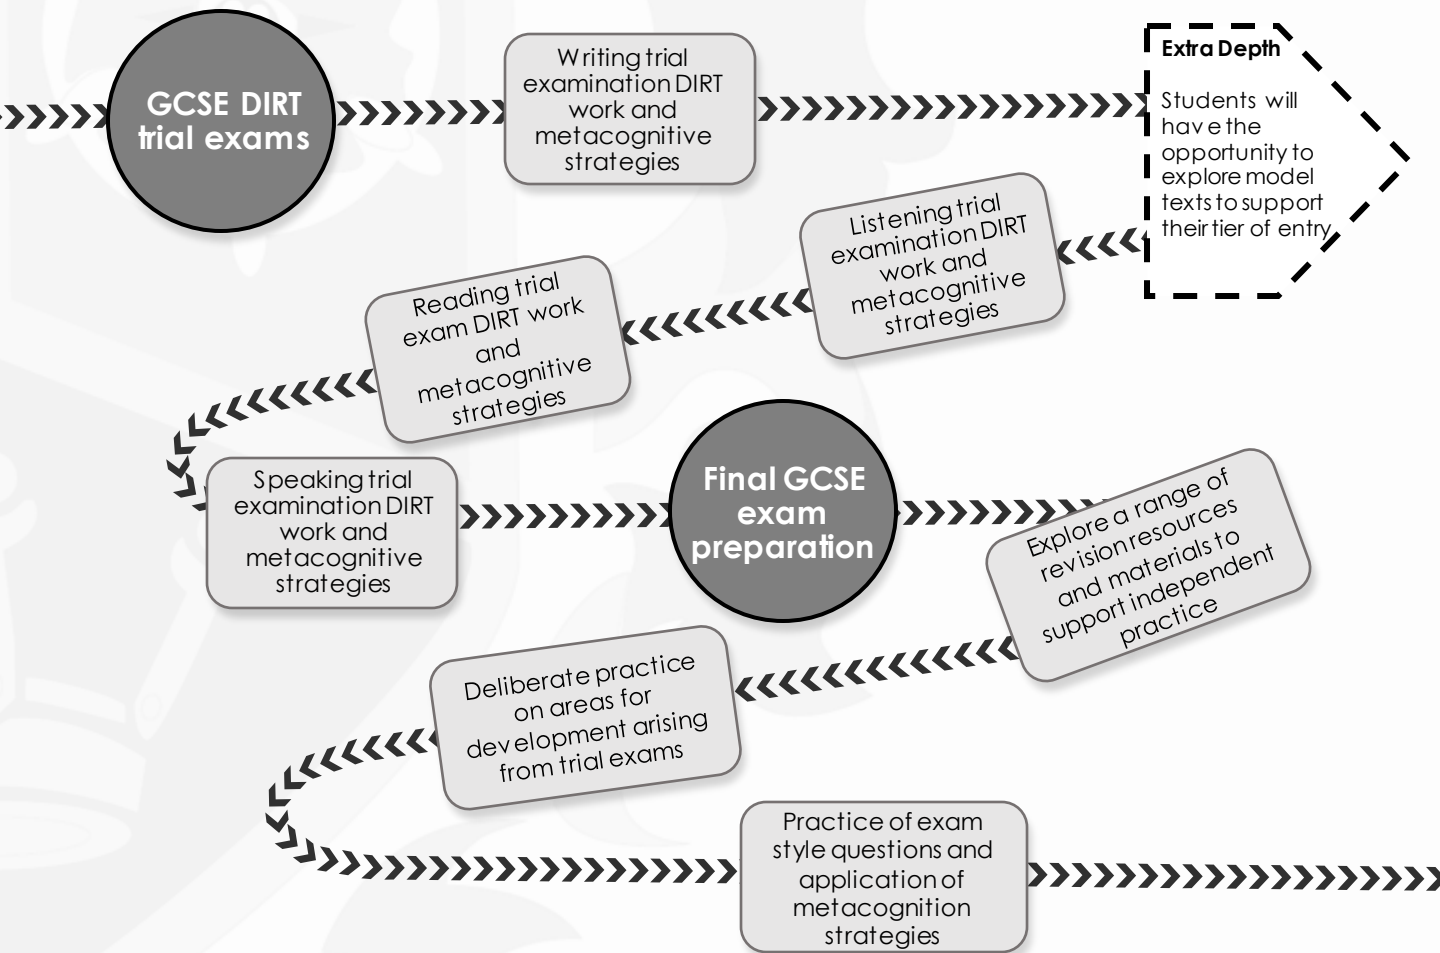 GCSE DIRT
trial exams
Writing trial
examination DIRT
work and
metacognitive
strategies
Extra Depth
Students will
have the
opportunity to
explore model
texts to support
their tier of entry
Listening trial
examination DIRT
work and
metacognitive
strategies
Reading trial
exam DIRT work
and
metacognitive
strategies
Speaking trial
examination DIRT
work and
metacognitive
strategies
Final GCSE
exam
preparation
Explore a range of
revision resources
and materials to
support independent
practice
Deliberate practice
on areas for
development arising
from trial exams
Practice of exam
style questions and
application of
metacognition
strategies